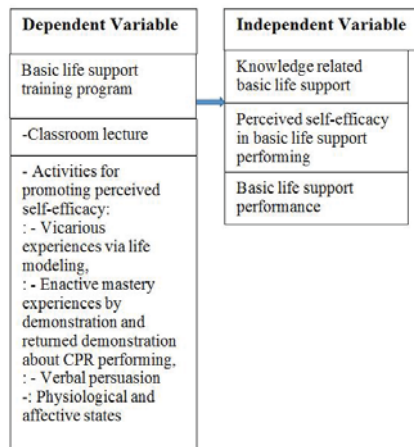 Dependent Variable
Basic life support
training program
-Classroom lecture
- Activities for
promoting perceived
self-efficacy:
: - Vicarious
experiences via life
modeling,
: - Enactive mastery
experiences by
demonstration and
returned demonstration
about CPR performing,
: - Verbal persuasion
-: Physiological and
affective states
Independent Variable
Knowledge related
basic life support
Perceived self-efficacy
in basic life support
performing
Basic life support
performance